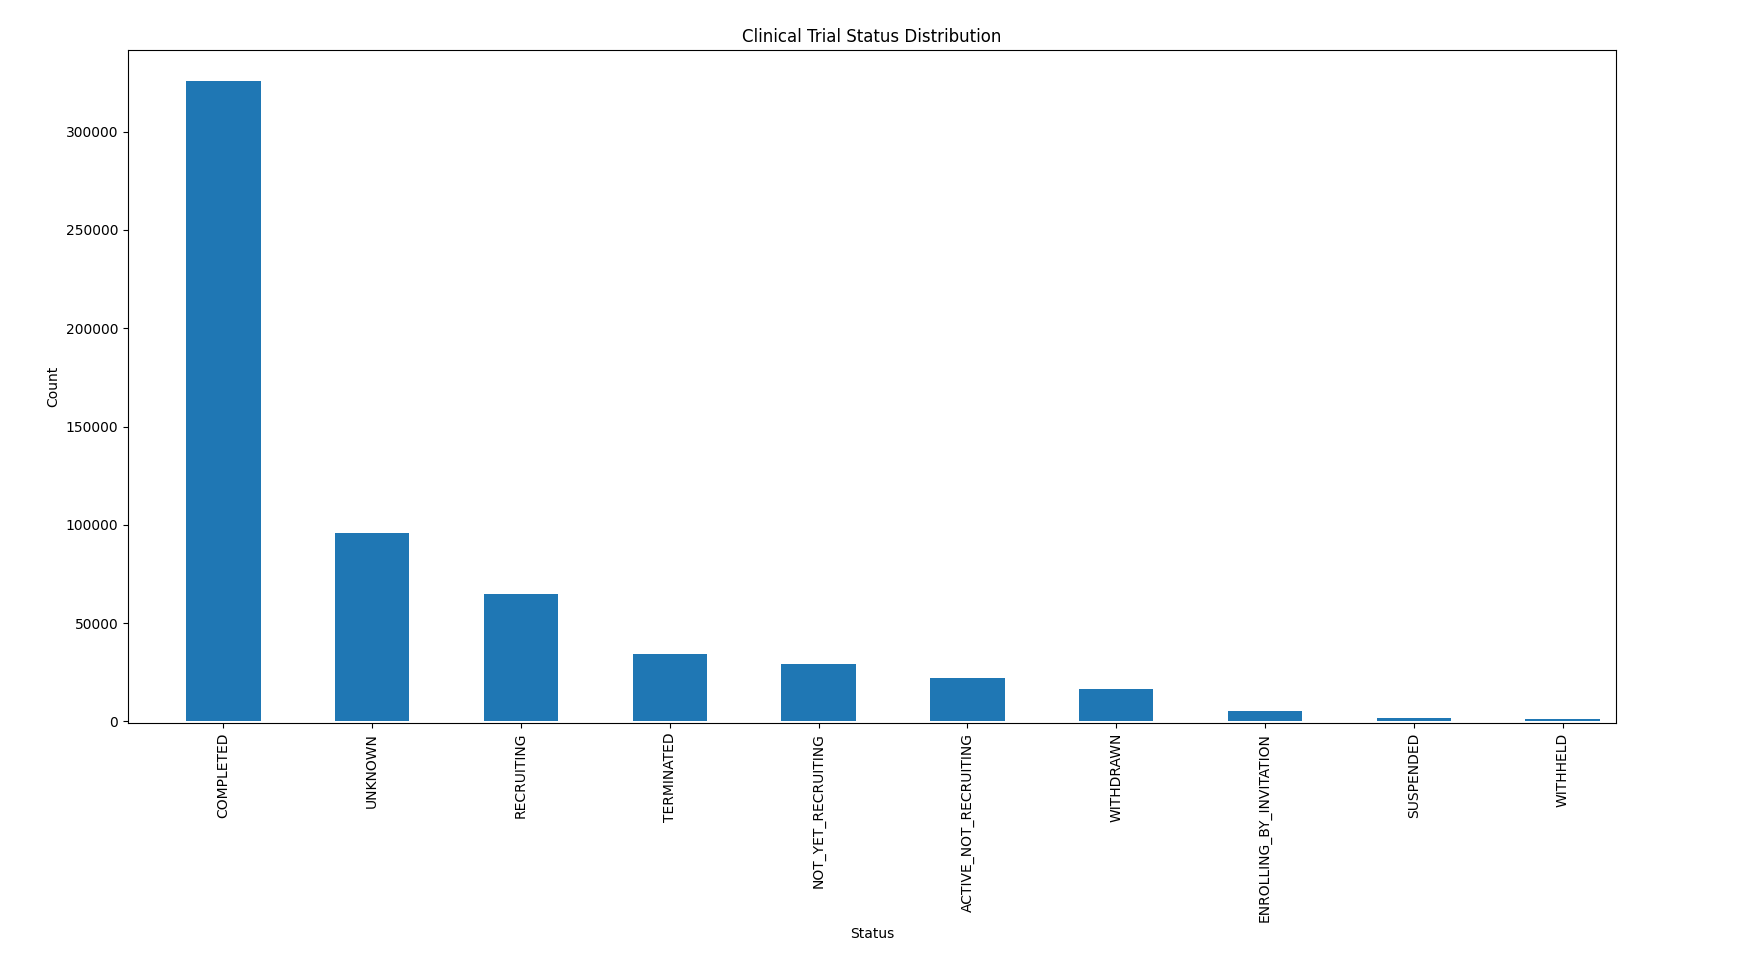 Clinical Trial Status Distribution
300000
250000
200000
150000
100000
50000
0
Count
COMPLETED
UNKNOWN
RECRUITING
TERMINATED
NOT_YET_RECRUITING
ACTIVE_NOT_RECRUITING
WITHDRAWN
ENROLLING_BY_INVITATION
SUSPENDED
WITHHELD
Status